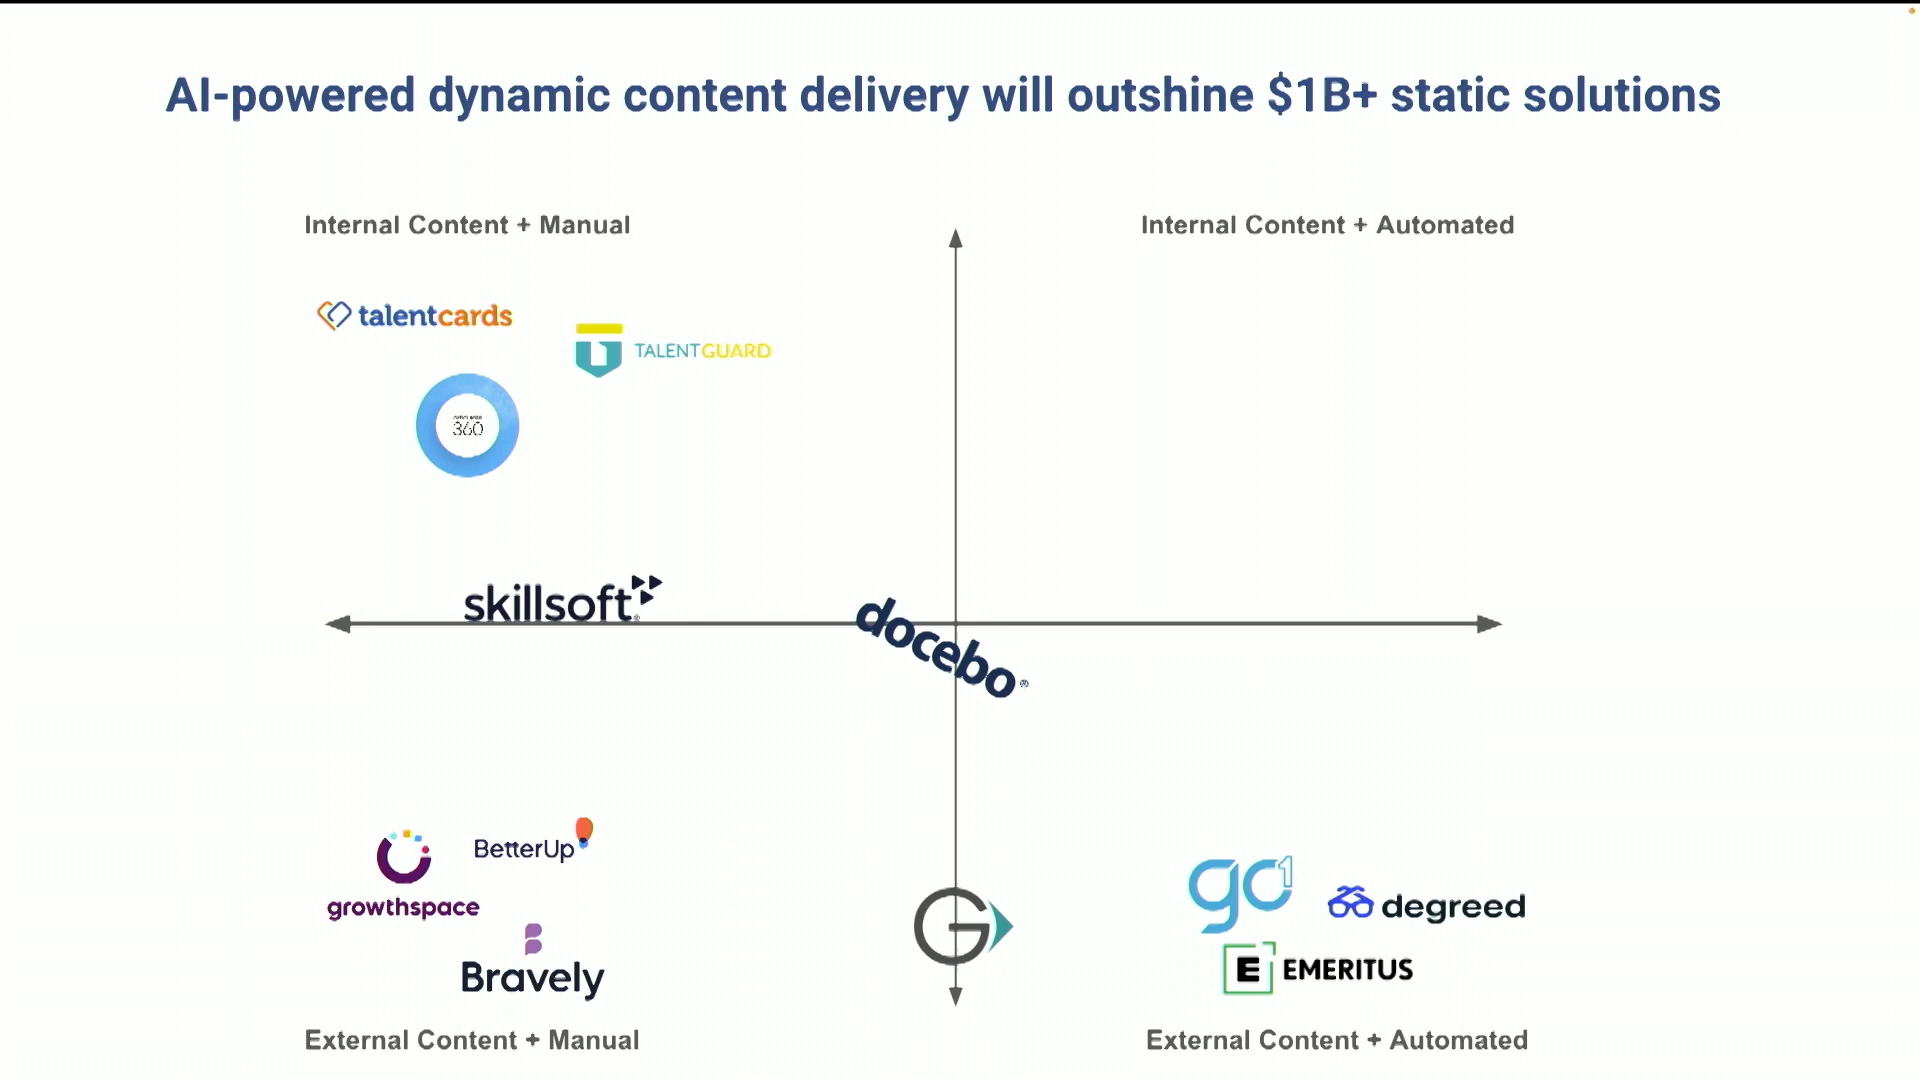 AI-powered dynamic content delivery will outshine $1B+ static solutions
Internal Content + Manual
Internal Content + Automated
talentcards
TALENTGUARD
360
skillsoft
docebo
growthspace
BetterUp
Bravely
G
go1
degreed
E EMERITUS
External Content + Manual
External Content + Automated